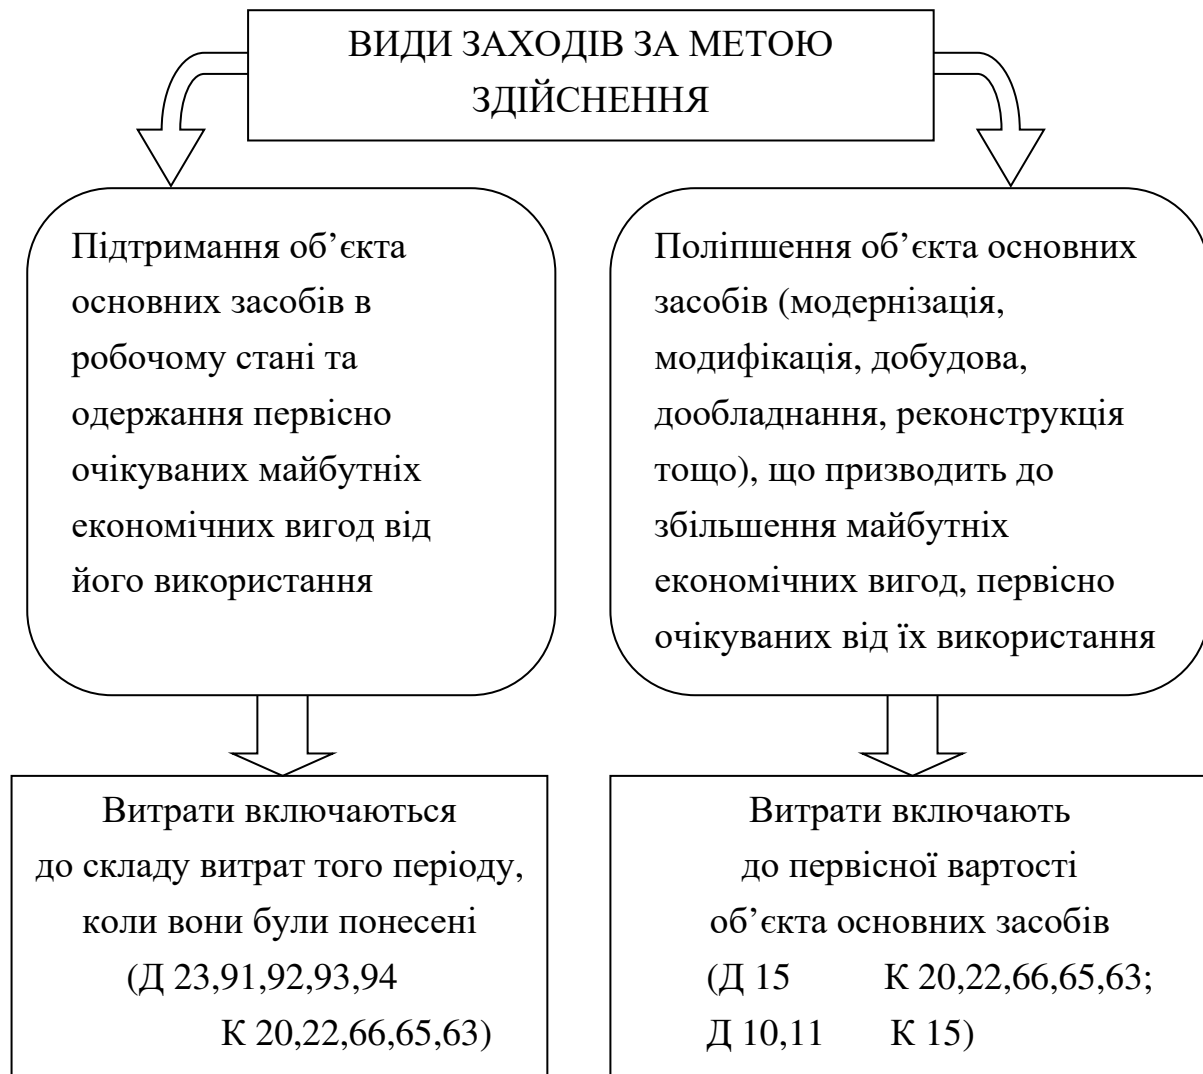 ВИДИ ЗАХОДІВ ЗА МЕТОЮ
ЗДІЙСНЕННЯ
Підтримання об’єкта
основних засобів в
робочому стані та
одержання первісно
очікуваних майбутніх
економічних вигод від
його використання
Поліпшення об’єкта основних
засобів (модернізація,
модифікація, добудова,
дообладнання, реконструкція
тощо), що призводить до
збільшення майбутніх
економічних вигод, первісно
очікуваних від їх використання
Витрати включаються
до складу витрат того періоду,
коли вони були понесені
(Д 23,91,92,93,94
К 20,22,66,65,63)
Витрати включають
до первісної вартості
об’єкта основних засобів
(Д 15 К 20,22,66,65,63;
Д 10,11 К 15)